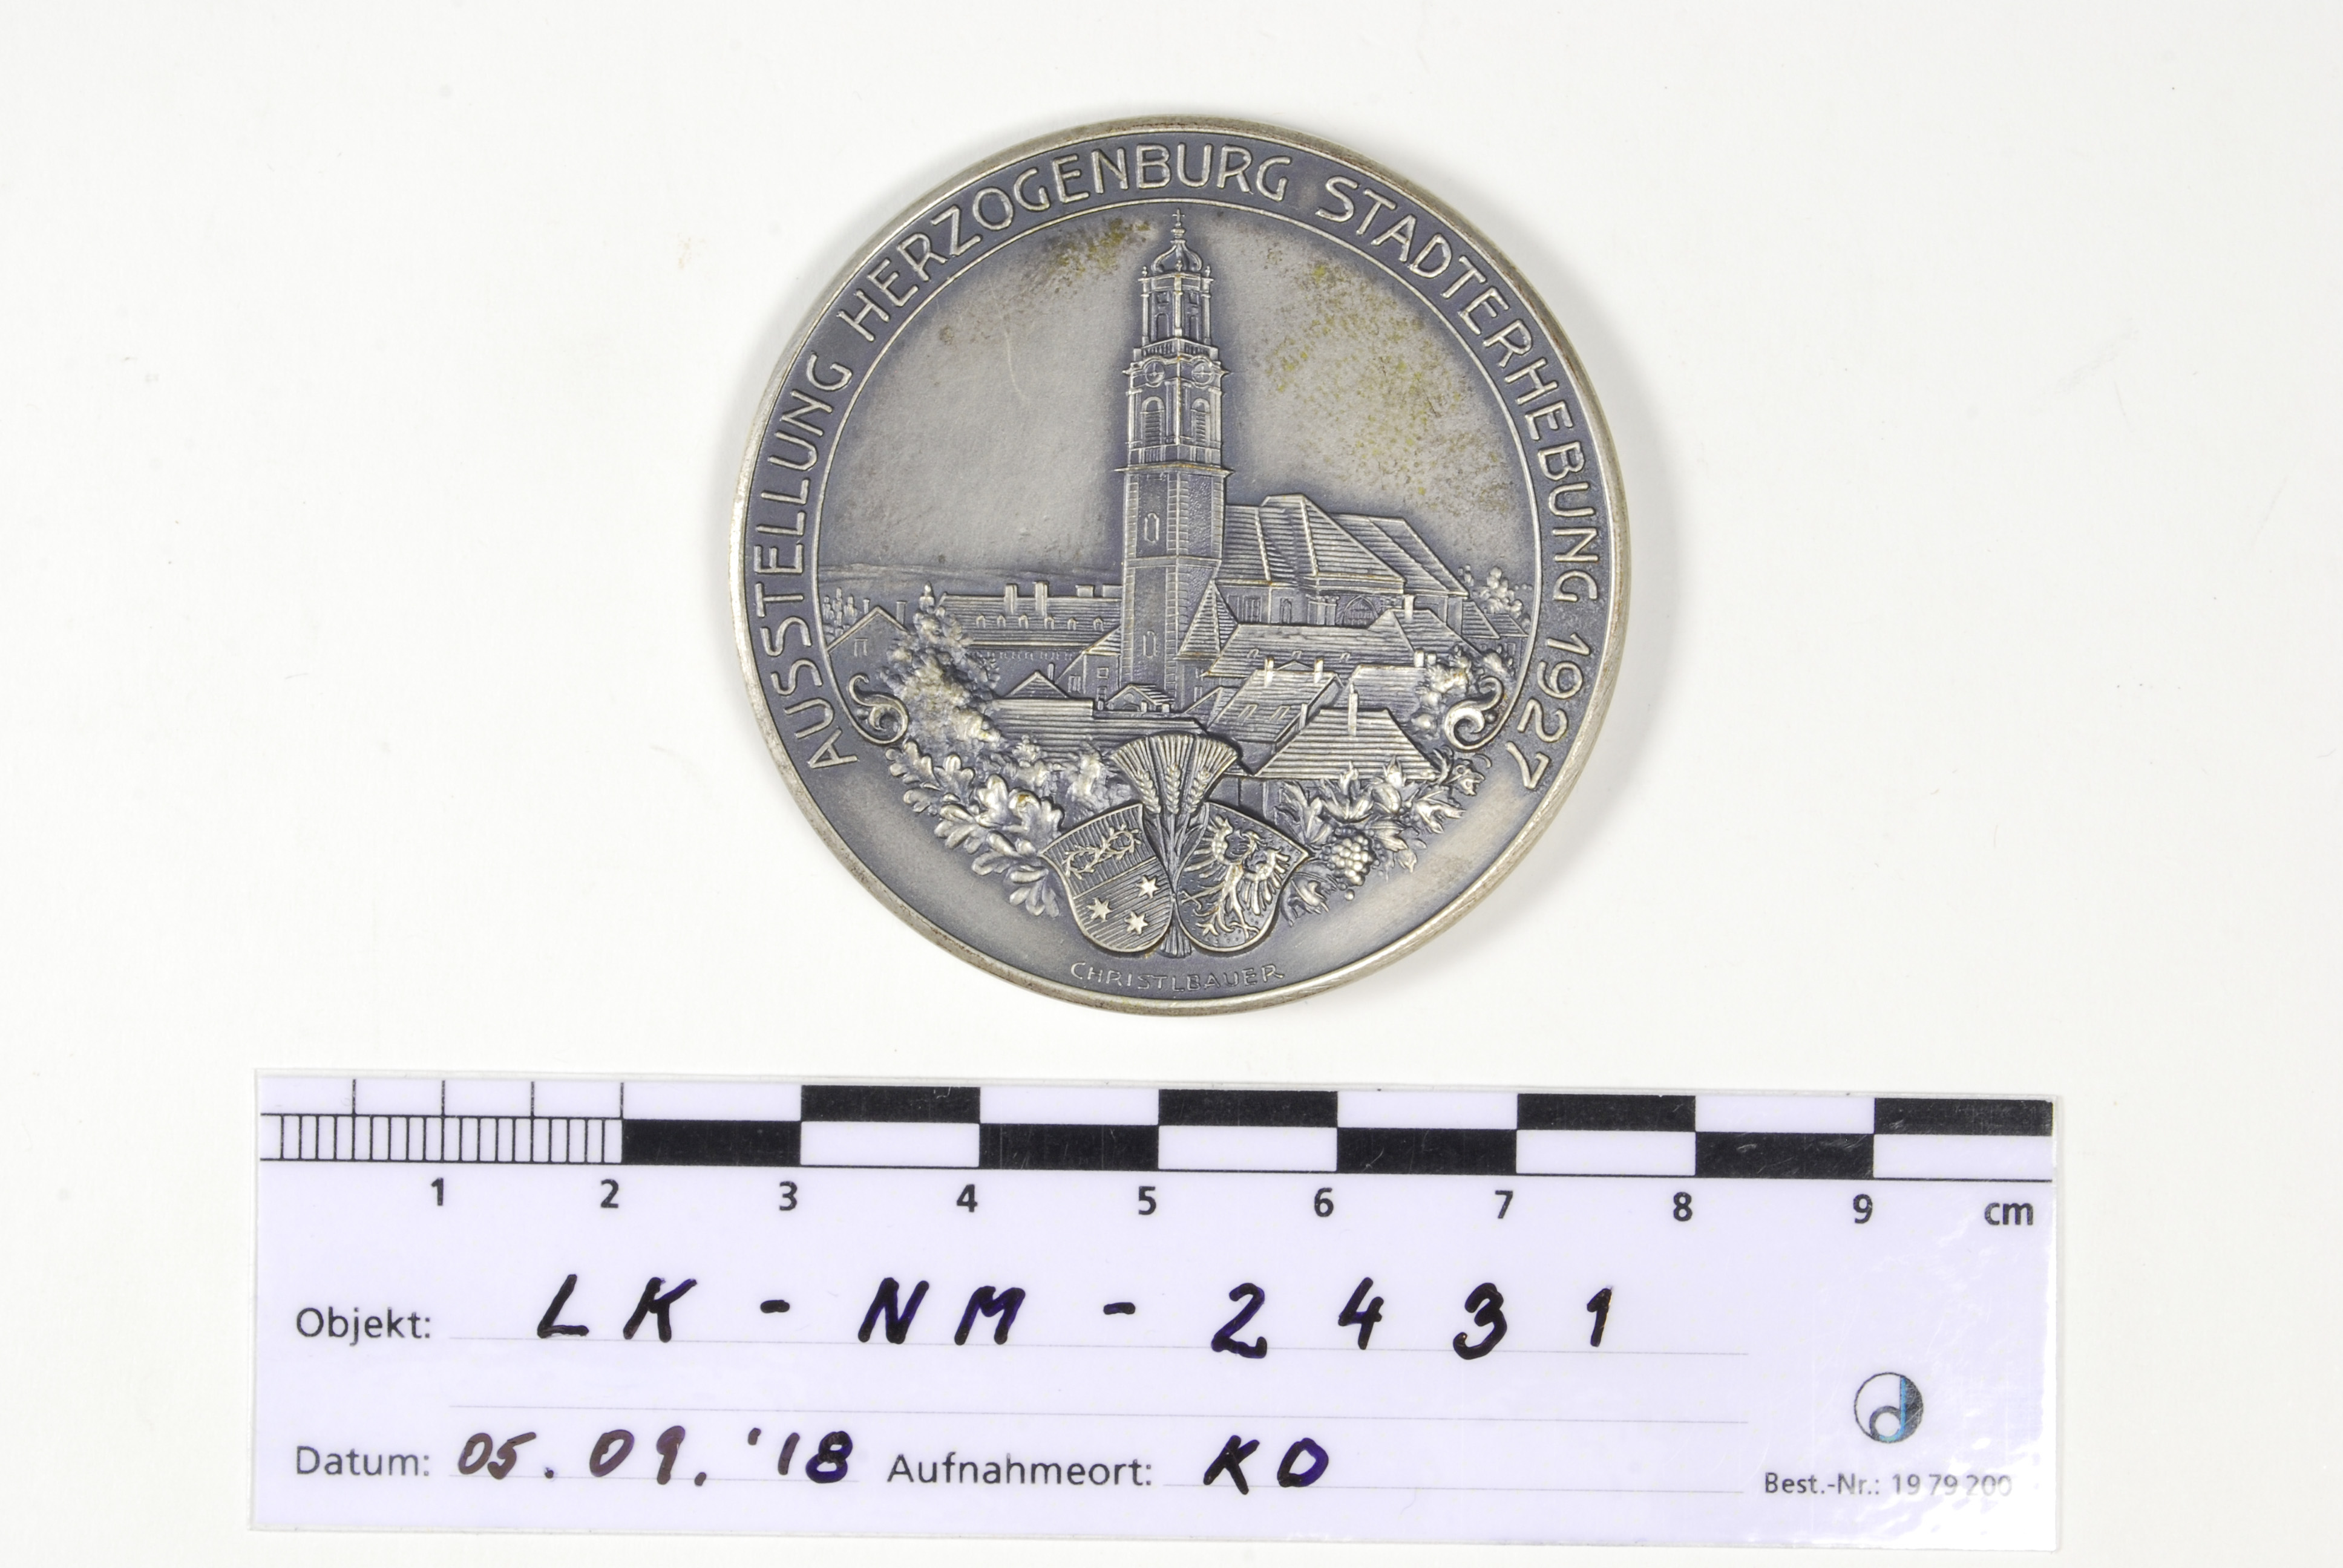 AUSSTELLUNG HERZOGENBURG STADTERHEBUNG 1927
CHRISTLBAUER
1 2 3 4 5 6 7 8 9 cm
Objekt: LK-NM-2431
Datum: 05.09.'18 Aufnahmeort: KO
Best.-Nr.: 1979200